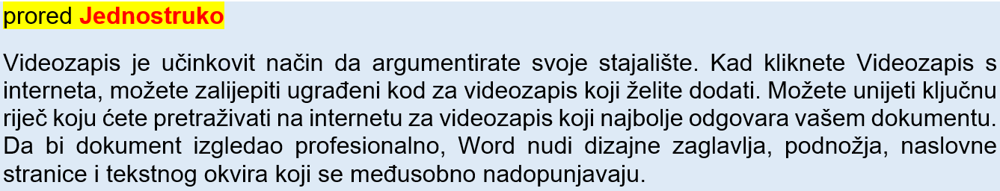 prored Jednostruko
Videozapis je učinkovit način da argumentirate svoje stajalište. Kad kliknete Videozapis s
interneta, možete zalijepiti ugrađeni kod za videozapis koji želite dodati. Možete unijeti ključnu
riječ koju ćete pretraživati na internetu za videozapis koji najbolje odgovara vašem dokumentu.
Da bi dokument izgledao profesionalno, Word nudi dizajne zaglavlja, podnožja, naslovne
stranice i tekstnog okvira koji se međusobno nadopunjavaju.